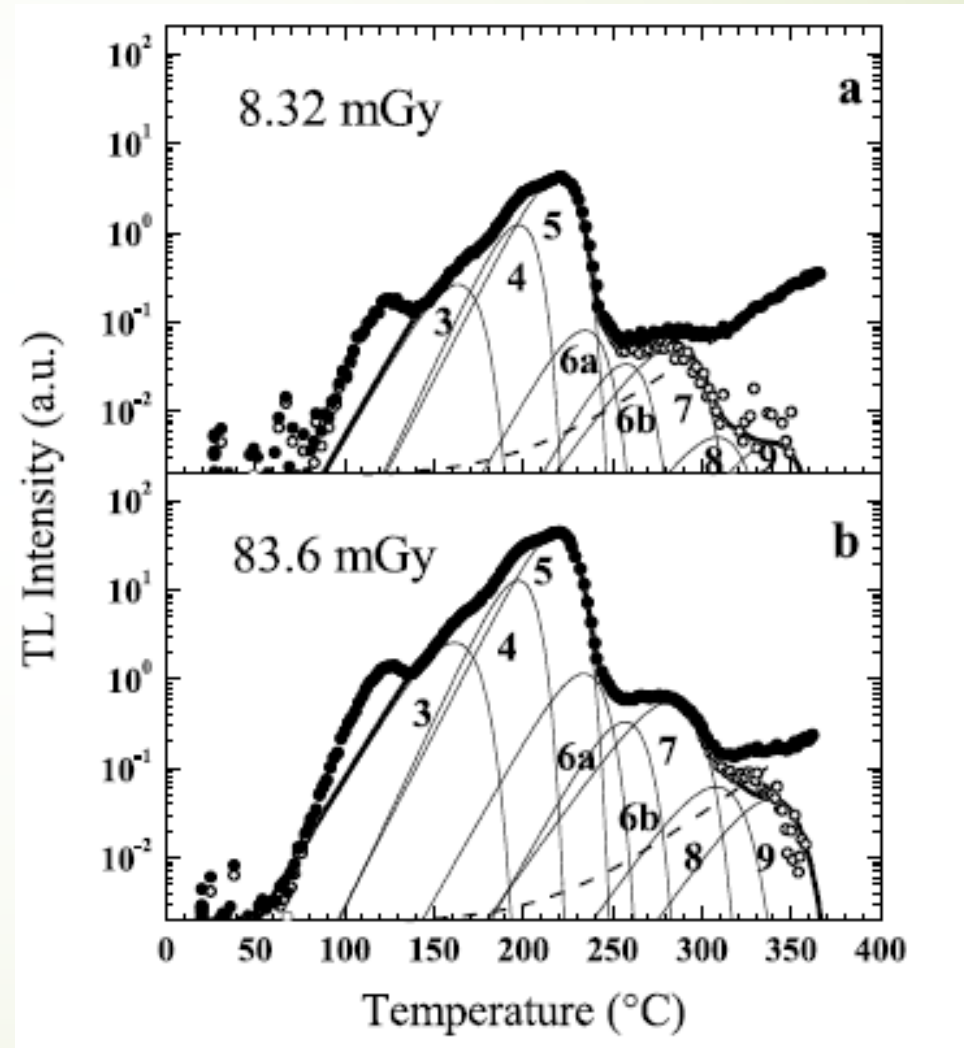 TL Intensity (a.u.)
10²
10¹
10⁰
10⁻¹
10⁻²
8.32 mGy
a
3
4
5
6a
6b
7
8
9
10²
10¹
10⁰
10⁻¹
10⁻²
83.6 mGy
b
3
4
5
6a
6b
7
8
9
0 50 100 150 200 250 300 350 400
Temperature (°C)